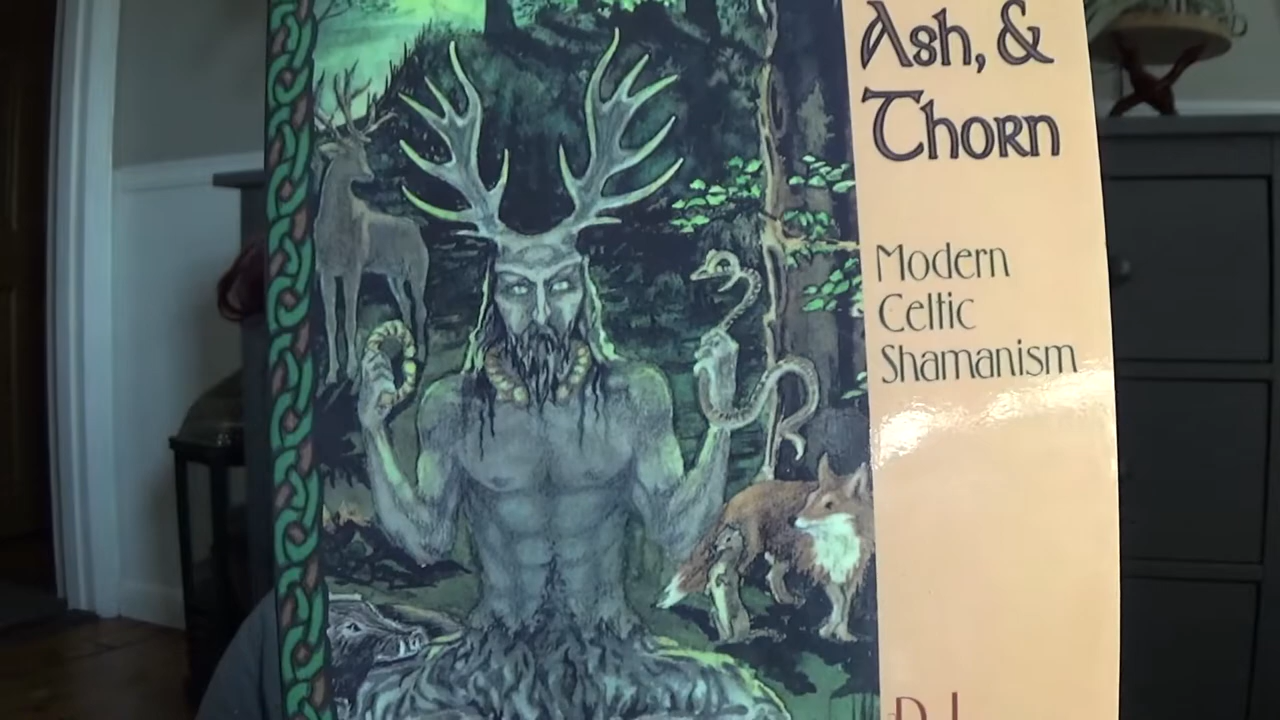 Ash, &
Thorn
Modern
Celtic
Shamanism